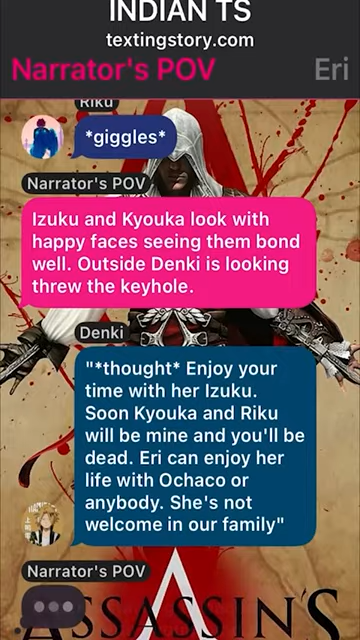 INDIAN TS
textingstory.com
Narrator's POV
Eri
Riku
*giggles*
Narrator's POV
Izuku and Kyouka look with
happy faces seeing them bond
well. Outside Denki is looking
threw the keyhole.
Denki
"*thought* Enjoy your
time with her Izuku.
Soon Kyouka and Riku
will be mine and you'll be
dead. Eri can enjoy her
life with Ochaco or
anybody. She's not
welcome in our family"
Narrator's POV
ASSASSIN'S